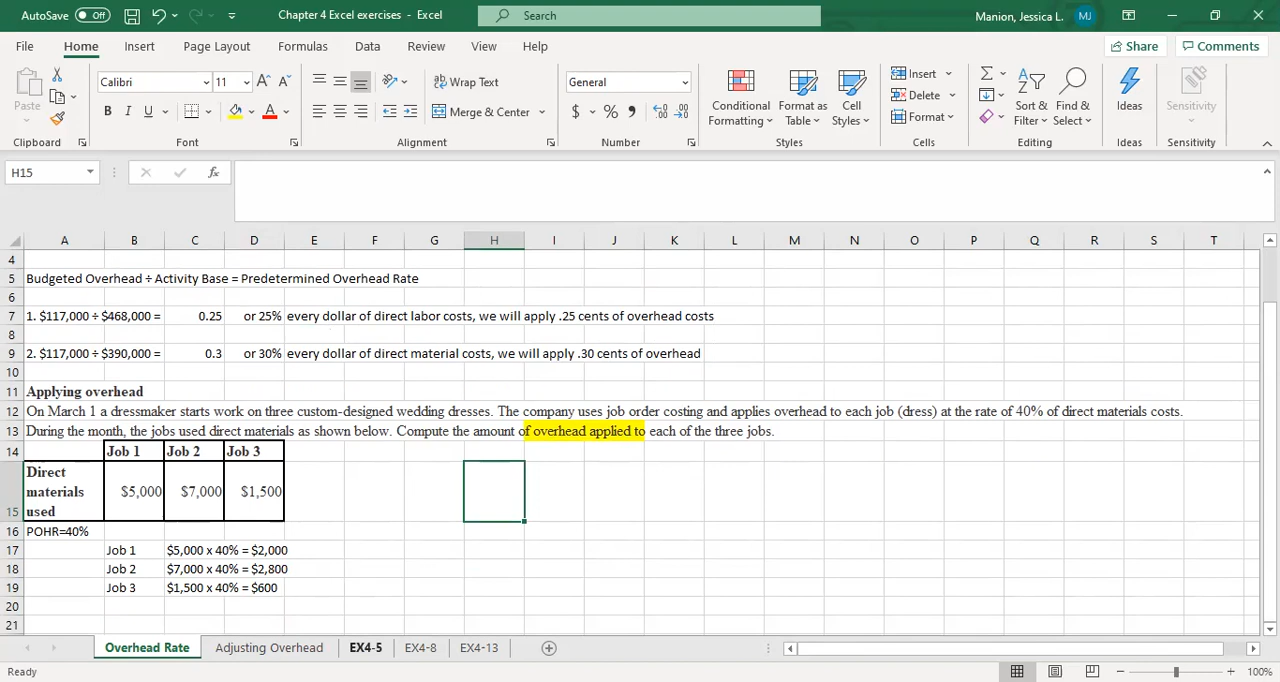 AutoSave Off Chapter 4 Excel exercises - Excel Search Manion, Jessica L. MJ
File Home Insert Page Layout Formulas Data Review View Help Share Comments
Paste Calibri 11 A A Wrap Text General Conditional Formatting Format as Table Cell Styles Insert Delete Format Sort & Filter Find & Select Ideas Sensitivity
B I U A Merge & Center $ % ,
Clipboard Font Alignment Number Styles Cells Editing Ideas Sensitivity
H15 fx
A B C D E F G H I J K L M N O P Q R S T
4
5 Budgeted Overhead ÷ Activity Base = Predetermined Overhead Rate
6
7 1. $117,000 ÷ $468,000 = 0.25 or 25% every dollar of direct labor costs, we will apply .25 cents of overhead costs
8
9 2. $117,000 ÷ $390,000 = 0.3 or 30% every dollar of direct material costs, we will apply .30 cents of overhead
10
11 Applying overhead
12 On March 1 a dressmaker starts work on three custom-designed wedding dresses. The company uses job order costing and applies overhead to each job (dress) at the rate of 40% of direct materials costs.
13 During the month, the jobs used direct materials as shown below. Compute the amount of overhead applied to each of the three jobs.
14 Job 1 Job 2 Job 3
15 Direct materials used $5,000 $7,000 $1,500
16 POHR=40%
17 Job 1 $5,000 x 40% = $2,000
18 Job 2 $7,000 x 40% = $2,800
19 Job 3 $1,500 x 40% = $600
20
21
Overhead Rate Adjusting Overhead EX4-5 EX4-8 EX4-13
Ready 100%